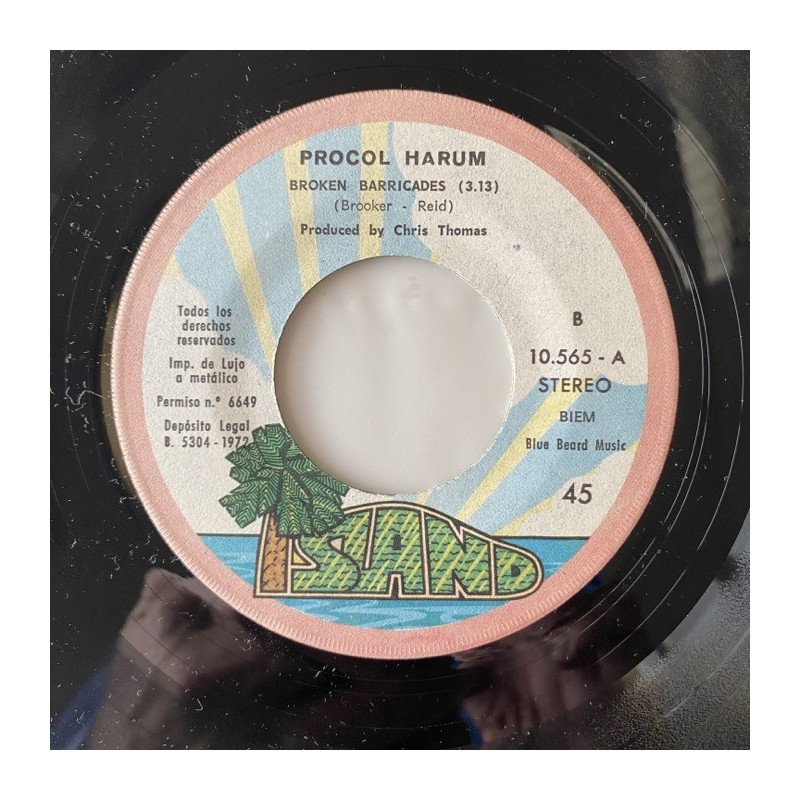 PROCOL HARUM
BROKEN BARRICADES (3.13)
(Brooker - Reid)
Produced by Chris Thomas
Todos los
derechos
reservados
Imp. de Lujo
a metálico
Permiso n.º 6649
Depósito Legal
B. 5304 - 1972
B
10.565 - A
STEREO
BIEM
Blue Beard Music
45
ISLAND